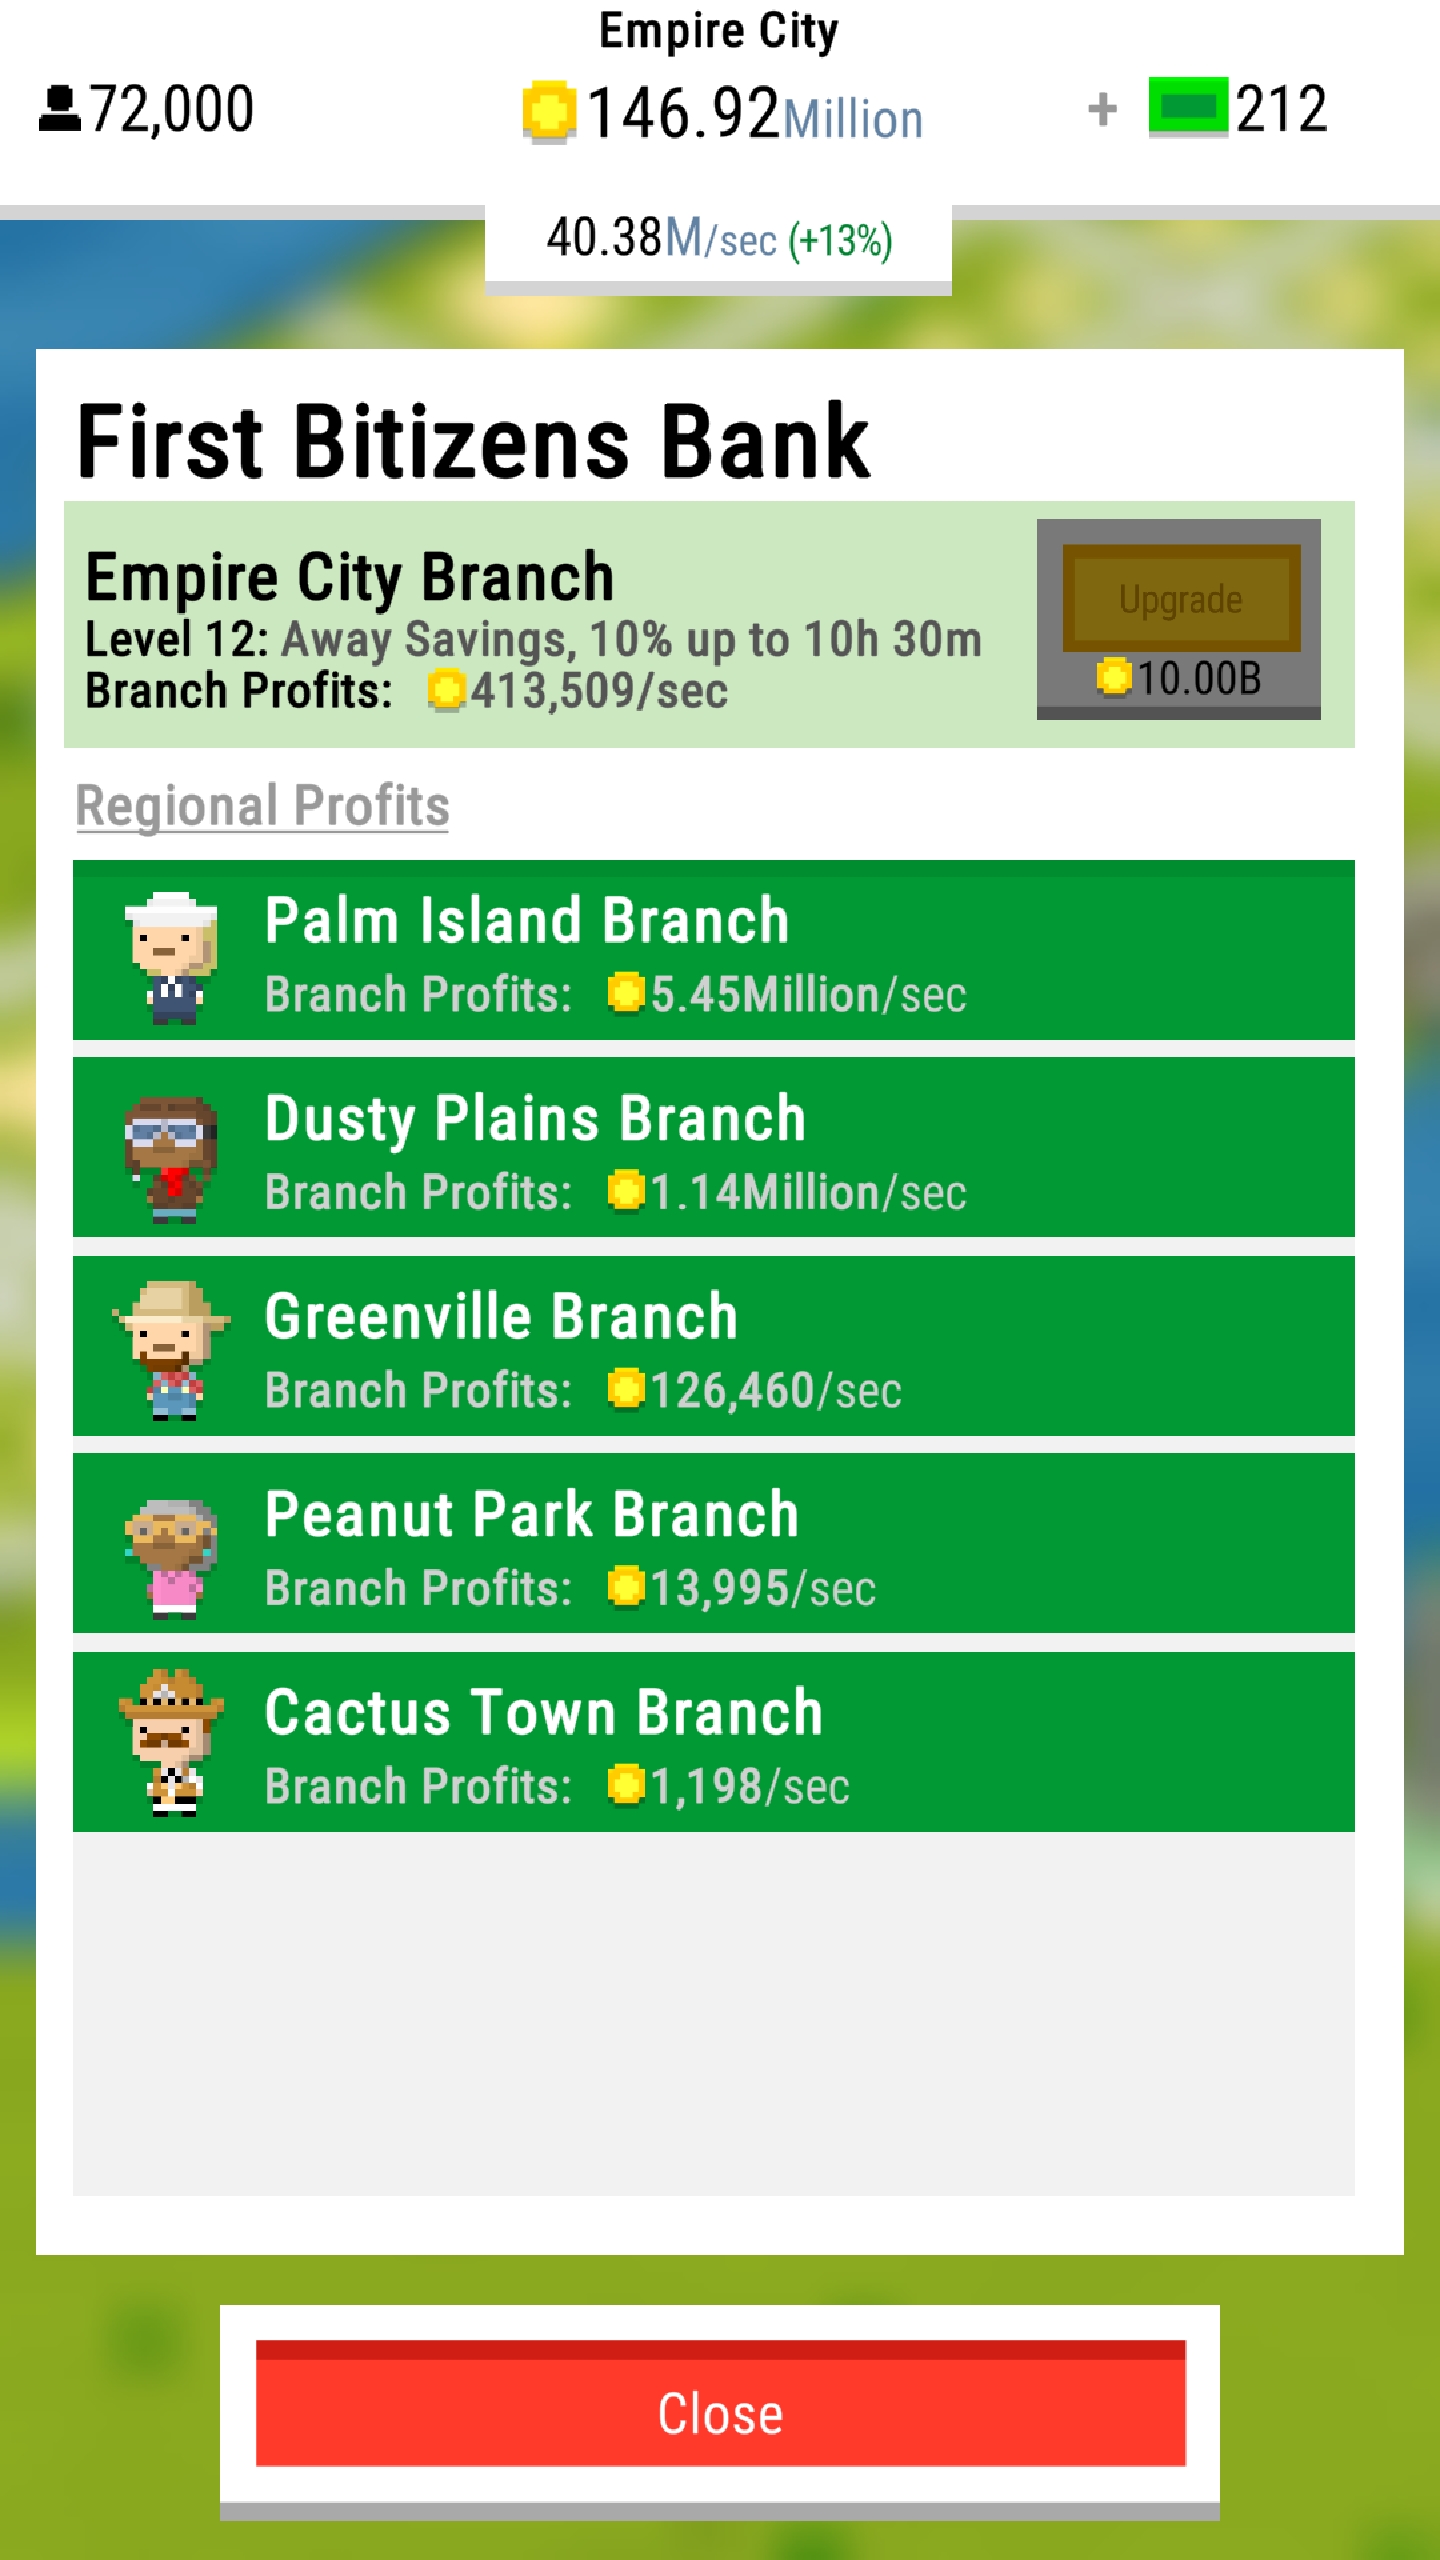 Empire City
72,000
146.92Million
+ 212
40.38M/sec (+13%)
First Bitizens Bank
Empire City Branch
Level 12: Away Savings, 10% up to 10h 30m
Branch Profits: 413,509/sec
Upgrade
10.00B
Regional Profits
Palm Island Branch
Branch Profits: 5.45Million/sec
Dusty Plains Branch
Branch Profits: 1.14Million/sec
Greenville Branch
Branch Profits: 126,460/sec
Peanut Park Branch
Branch Profits: 13,995/sec
Cactus Town Branch
Branch Profits: 1,198/sec
Close